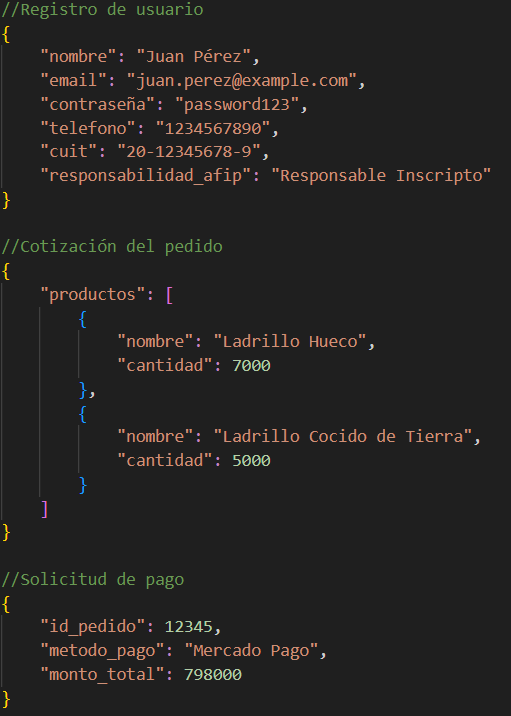 //Registro de usuario
{
    "nombre": "Juan Pérez",
    "email": "juan.perez@example.com",
    "contraseña": "password123",
    "telefono": "1234567890",
    "cuit": "20-12345678-9",
    "responsabilidad_afip": "Responsable Inscripto"
}

//Cotización del pedido
{
    "productos": [
        {
            "nombre": "Ladrillo Hueco",
            "cantidad": 7000
        },
        {
            "nombre": "Ladrillo Cocido de Tierra",
            "cantidad": 5000
        }
    ]
}

//Solicitud de pago
{
    "id_pedido": 12345,
    "metodo_pago": "Mercado Pago",
    "monto_total": 798000
}